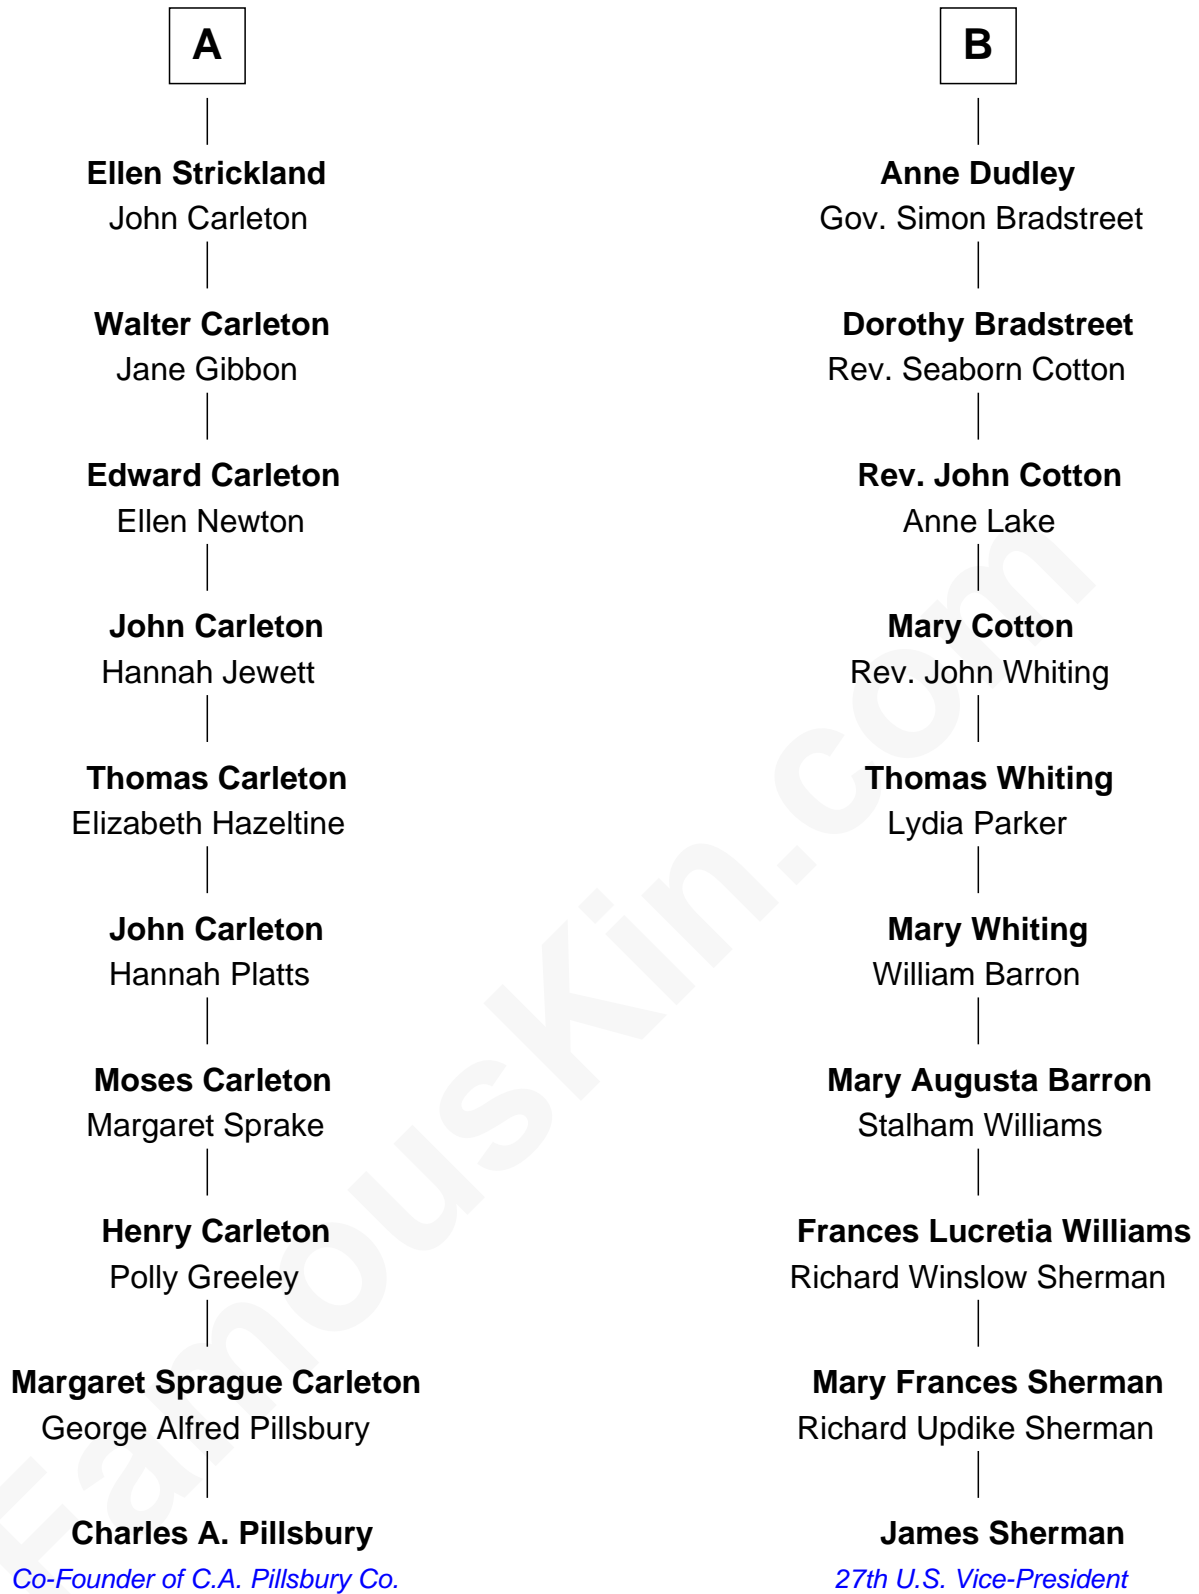 A
Ellen Strickland
John Carleton
Walter Carleton
Jane Gibbon
Edward Carleton
Ellen Newton
John Carleton
Hannah Jewett
Thomas Carleton
Elizabeth Hazeltine
John Carleton
Hannah Platts
Moses Carleton
Margaret Sprake
Henry Carleton
Polly Greeley
Margaret Sprague Carleton
George Alfred Pillsbury
Charles A. Pillsbury
Co-Founder of C.A. Pillsbury Co.
B
Anne Dudley
Gov. Simon Bradstreet
Dorothy Bradstreet
Rev. Seaborn Cotton
Rev. John Cotton
Anne Lake
Mary Cotton
Rev. John Whiting
Thomas Whiting
Lydia Parker
Mary Whiting
William Barron
Mary Augusta Barron
Stalham Williams
Frances Lucretia Williams
Richard Winslow Sherman
Mary Frances Sherman
Richard Updike Sherman
James Sherman
27th U.S. Vice-President
FamousKin.com